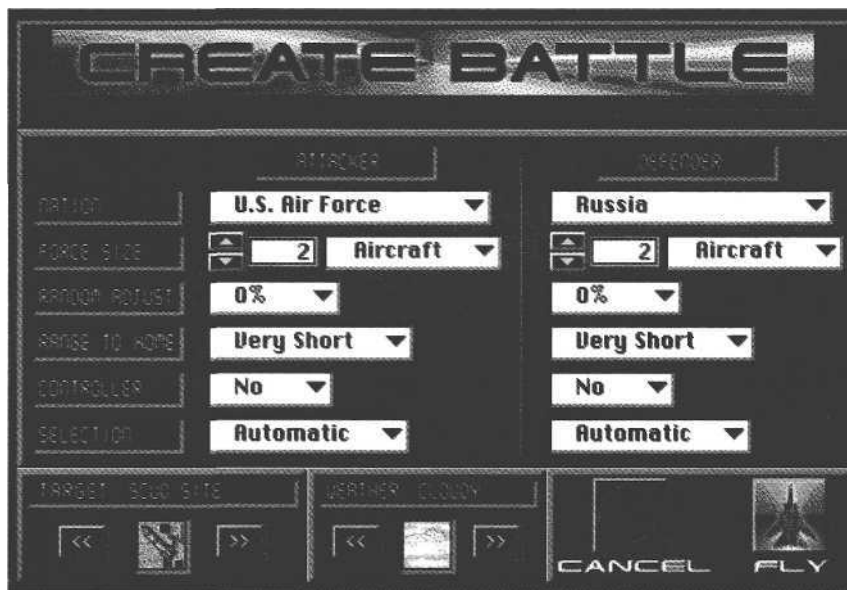 CREATE BATTLE
ATTACKER DEFENDER
NATION U.S. Air Force Russia
FORCE SIZE 2 Aircraft 2 Aircraft
RANDOM ADJUST 0% 0%
RANGE TO HOME Very Short Very Short
CONTROLLER No No
SELECTION Automatic Automatic
TARGET SCUD SITE WEATHER CLOUDY
<< >> << >>
CANCEL FLY